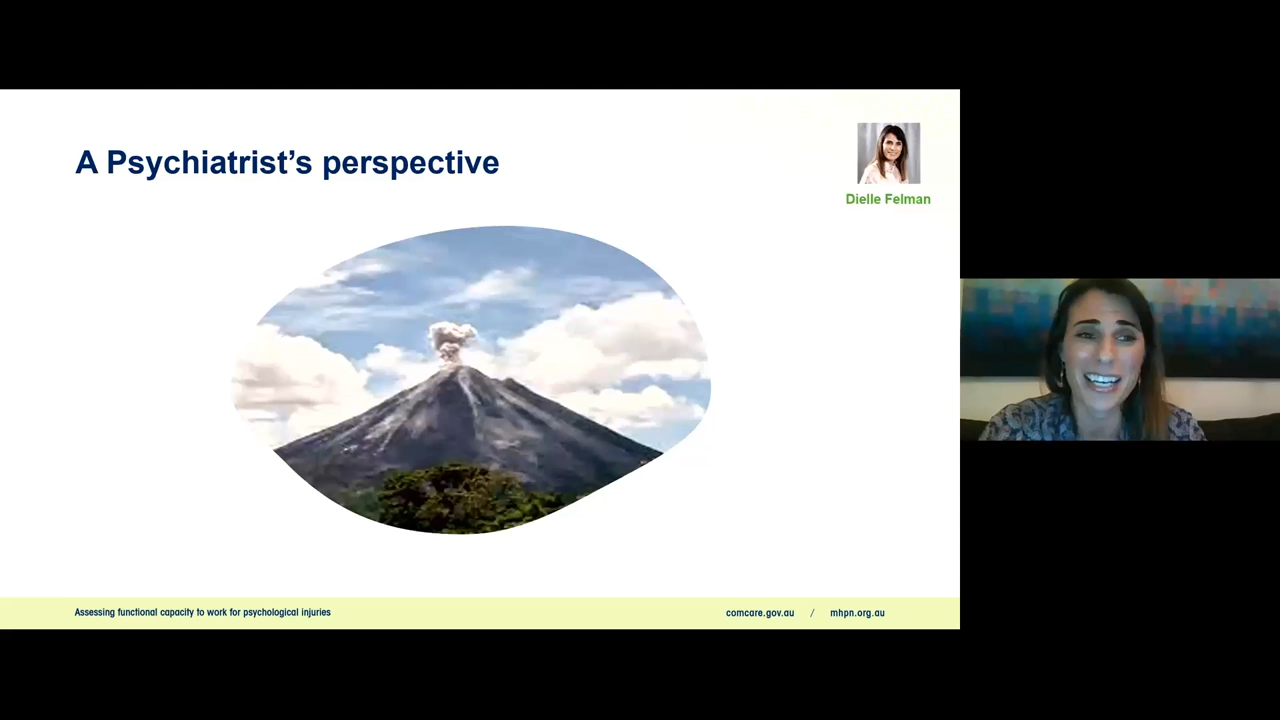 A Psychiatrist's perspective
Dielle Felman
Assessing functional capacity to work for psychological injuries
comcare.gov.au / mhpn.org.au